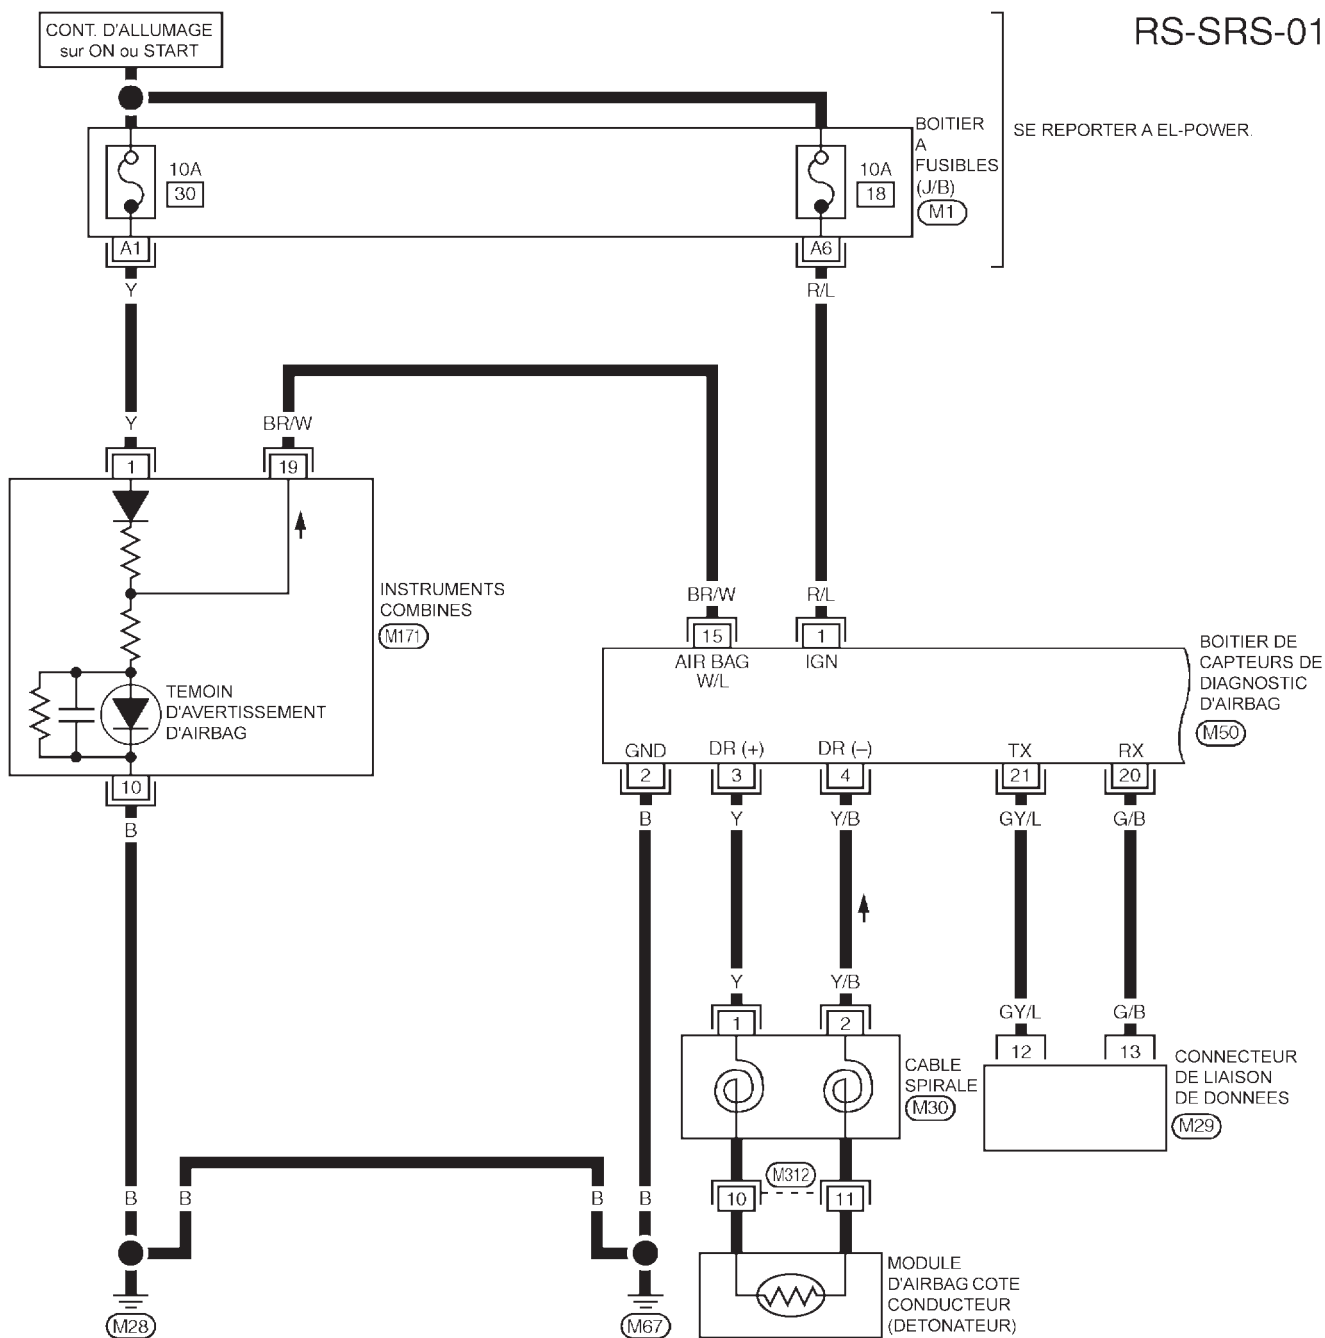 RS-SRS-01
CONT. D'ALLUMAGE
sur ON ou START
BOITIER
A
FUSIBLES
(J/B)
M1
SE REPORTER A EL-POWER.
10A
30
10A
18
A1
A6
Y
R/L
Y
BR/W
1
19
BR/W
R/L
15
1
AIR BAG
W/L
IGN
INSTRUMENTS
COMBINES
M171
TEMOIN
D'AVERTISSEMENT
D'AIRBAG
BOITIER DE
CAPTEURS DE
DIAGNOSTIC
D'AIRBAG
M50
GND
DR (+)
DR (–)
TX
RX
10
2
3
4
21
20
B
B
Y
Y/B
GY/L
G/B
Y
Y/B
GY/L
G/B
1
2
12
13
CABLE
SPIRALE
M30
CONNECTEUR
DE LIAISON
DE DONNEES
M29
M312
10
11
B
B
B
B
MODULE
D'AIRBAG COTE
CONDUCTEUR
(DETONATEUR)
M28
M67